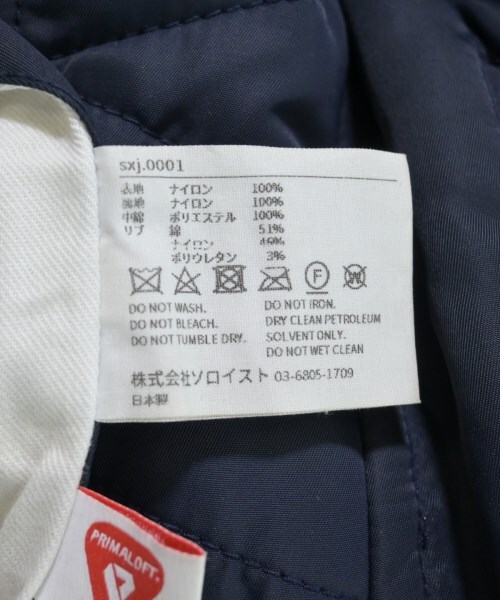 sxj.0001
表地 ナイロン 100%
裏地 ナイロン 100%
中綿 ポリエステル 100%
リブ 綿 51%
ナイロン 46%
ポリウレタン 3%
F W
DO NOT WASH.
DO NOT BLEACH.
DO NOT TUMBLE DRY.
DO NOT IRON.
DRY CLEAN PETROLEUM
SOLVENT ONLY.
DO NOT WET CLEAN
株式会社ソロイスト 03-6805-1709
日本製
PRIMALOFT®